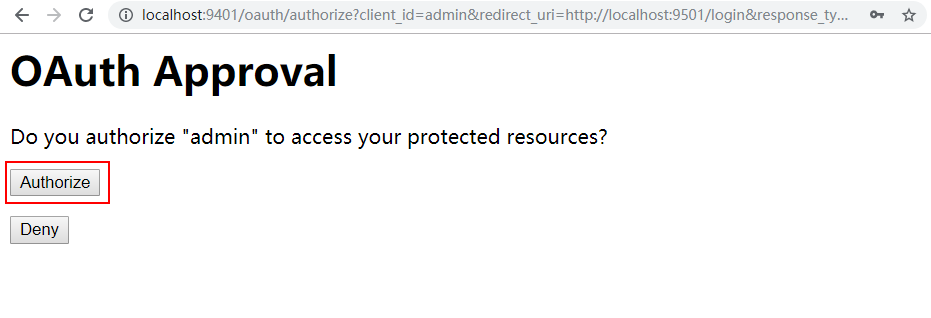 localhost:9401/oauth/authorize?client_id=admin&redirect_uri=http://localhost:9501/login&response_ty...
OAuth Approval
Do you authorize "admin" to access your protected resources?
Authorize
Deny